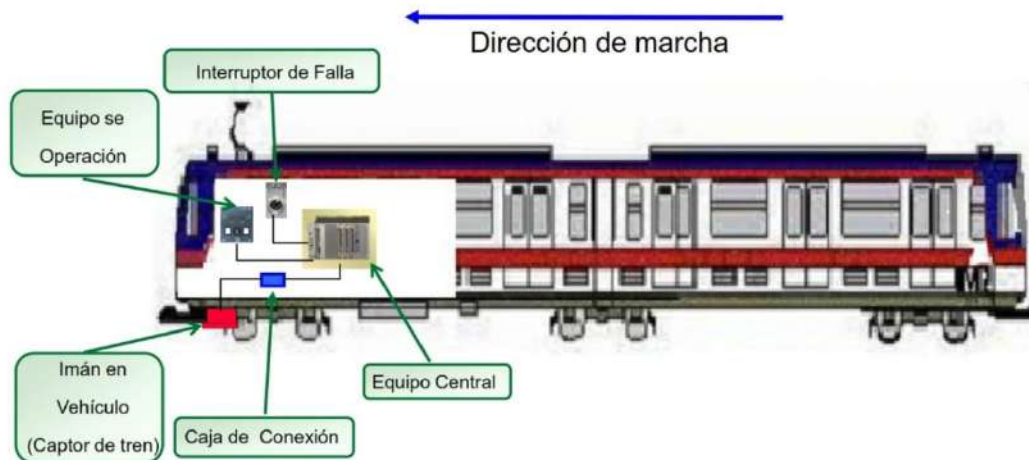 Dirección de marcha
Interruptor de Falla
Equipo se
Operación
Imán en
Vehículo
(Captor de tren)
Caja de Conexión
Equipo Central